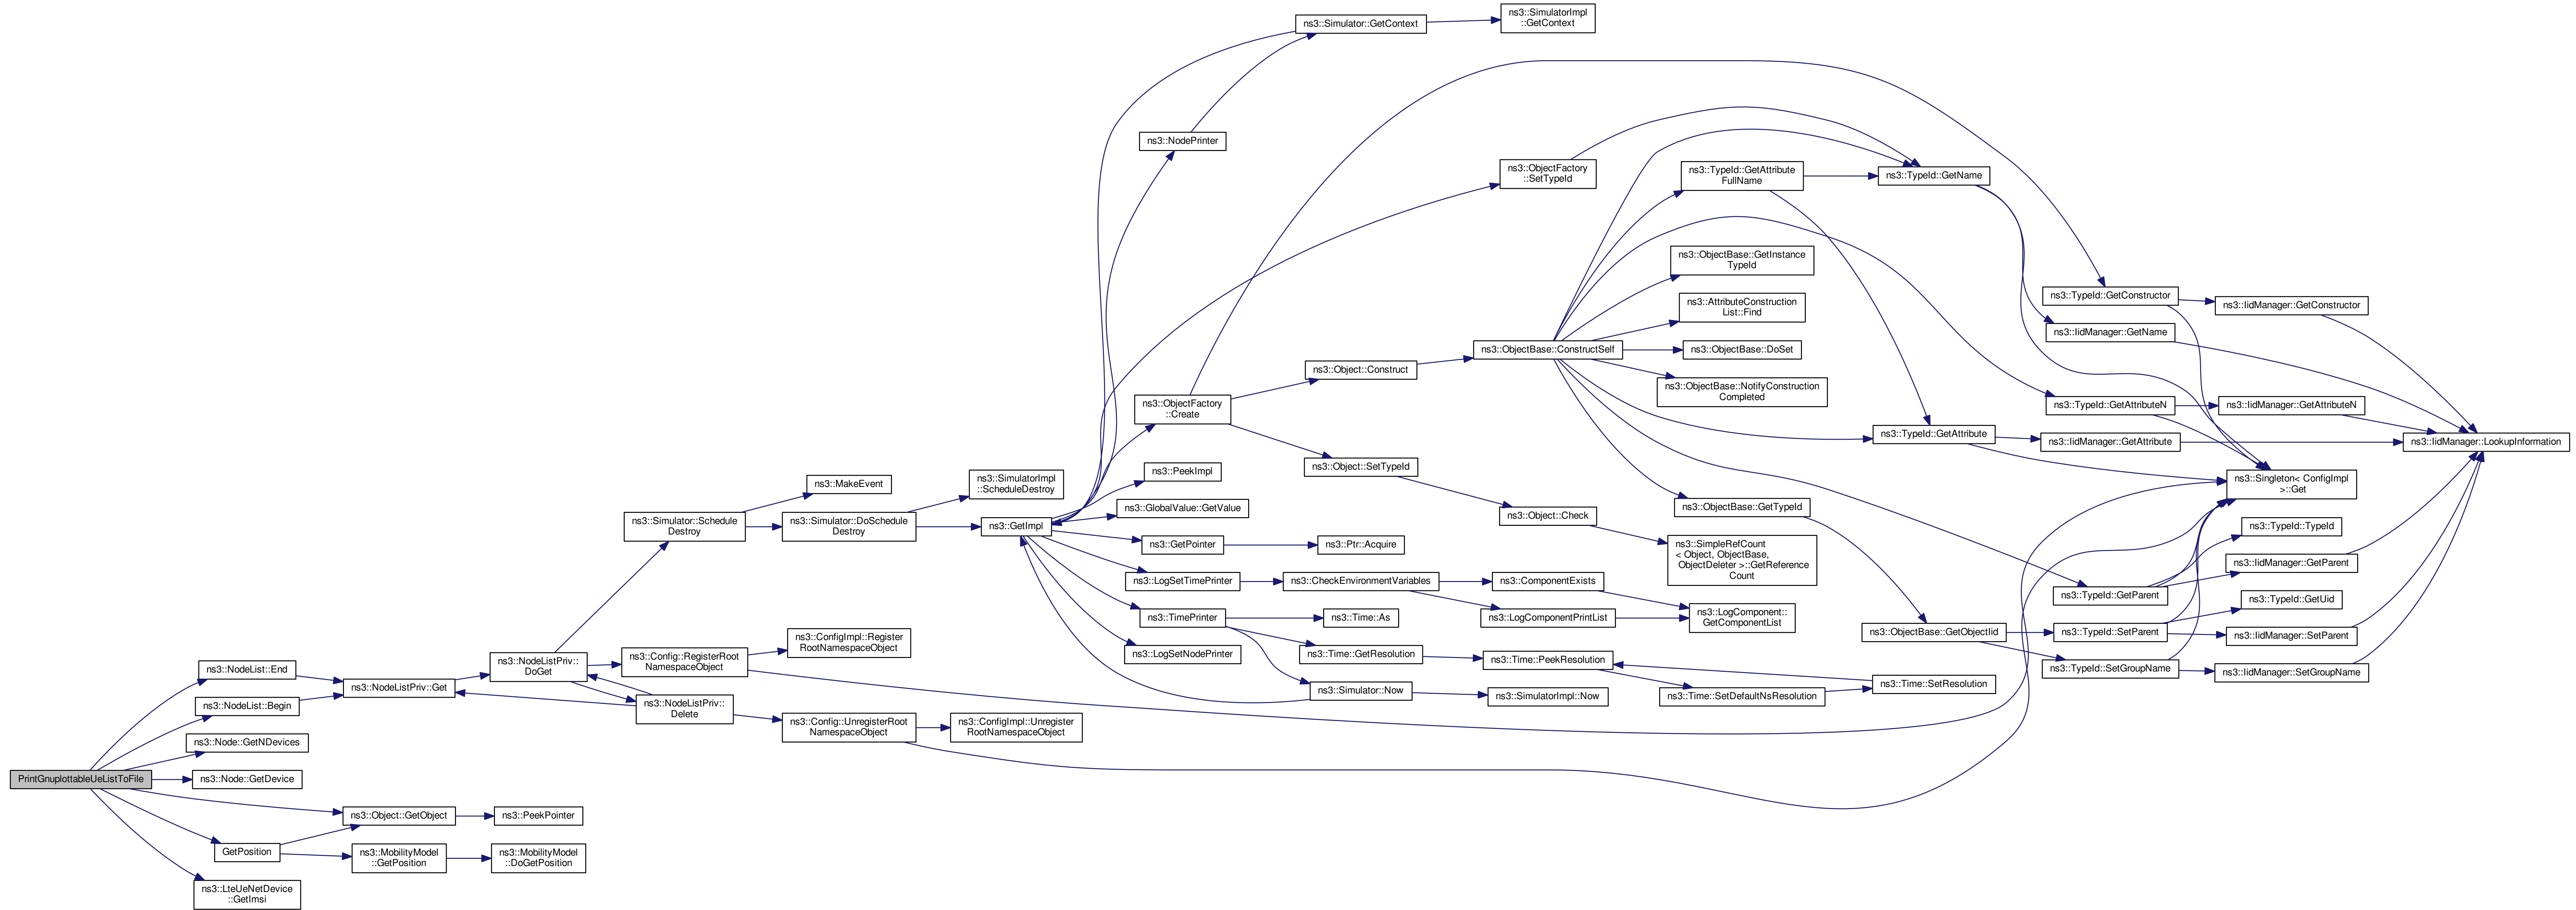 PrintGnuplottableUeListToFile
ns3::NodeList::End
ns3::NodeList::Begin
ns3::Node::GetNDevices
ns3::Node::GetDevice
ns3::Object::GetObject
GetPosition
ns3::LteUeNetDevice
::GetImsi
ns3::NodeListPriv::Get
ns3::PeekPointer
ns3::MobilityModel
::GetPosition
ns3::MobilityModel
::DoGetPosition
ns3::NodeListPriv::
DoGet
ns3::Simulator::Schedule
Destroy
ns3::Config::RegisterRoot
NamespaceObject
ns3::NodeListPriv::
Delete
ns3::MakeEvent
ns3::Simulator::DoSchedule
Destroy
ns3::ConfigImpl::Register
RootNamespaceObject
ns3::Config::UnregisterRoot
NamespaceObject
ns3::ConfigImpl::Unregister
RootNamespaceObject
ns3::SimulatorImpl
::ScheduleDestroy
ns3::GetImpl
ns3::Simulator::GetContext
ns3::SimulatorImpl
::GetContext
ns3::NodePrinter
ns3::ObjectFactory
::SetTypeId
ns3::ObjectFactory
::Create
ns3::PeekImpl
ns3::GlobalValue::GetValue
ns3::GetPointer
ns3::Ptr::Acquire
ns3::LogSetTimePrinter
ns3::CheckEnvironmentVariables
ns3::ComponentExists
ns3::LogComponentPrintList
ns3::LogComponent::
GetComponentList
ns3::TimePrinter
ns3::Time::As
ns3::LogSetNodePrinter
ns3::Time::GetResolution
ns3::Time::PeekResolution
ns3::Simulator::Now
ns3::SimulatorImpl::Now
ns3::Time::SetDefaultNsResolution
ns3::Time::SetResolution
ns3::Object::Construct
ns3::Object::SetTypeId
ns3::Object::Check
ns3::SimpleRefCount
< Object, ObjectBase,
ObjectDeleter >::GetReference
Count
ns3::ObjectBase::ConstructSelf
ns3::TypeId::GetAttribute
FullName
ns3::ObjectBase::GetInstance
TypeId
ns3::AttributeConstruction
List::Find
ns3::ObjectBase::DoSet
ns3::ObjectBase::NotifyConstruction
Completed
ns3::ObjectBase::GetTypeId
ns3::TypeId::GetName
ns3::TypeId::GetAttribute
ns3::ObjectBase::GetObjectIid
ns3::TypeId::GetConstructor
ns3::IidManager::GetName
ns3::TypeId::GetAttributeN
ns3::IidManager::GetAttribute
ns3::TypeId::GetParent
ns3::TypeId::SetParent
ns3::TypeId::SetGroupName
ns3::IidManager::GetConstructor
ns3::IidManager::GetAttributeN
ns3::Singleton< ConfigImpl
>::Get
ns3::TypeId::TypeId
ns3::IidManager::GetParent
ns3::TypeId::GetUid
ns3::IidManager::SetParent
ns3::IidManager::SetGroupName
ns3::IidManager::LookupInformation